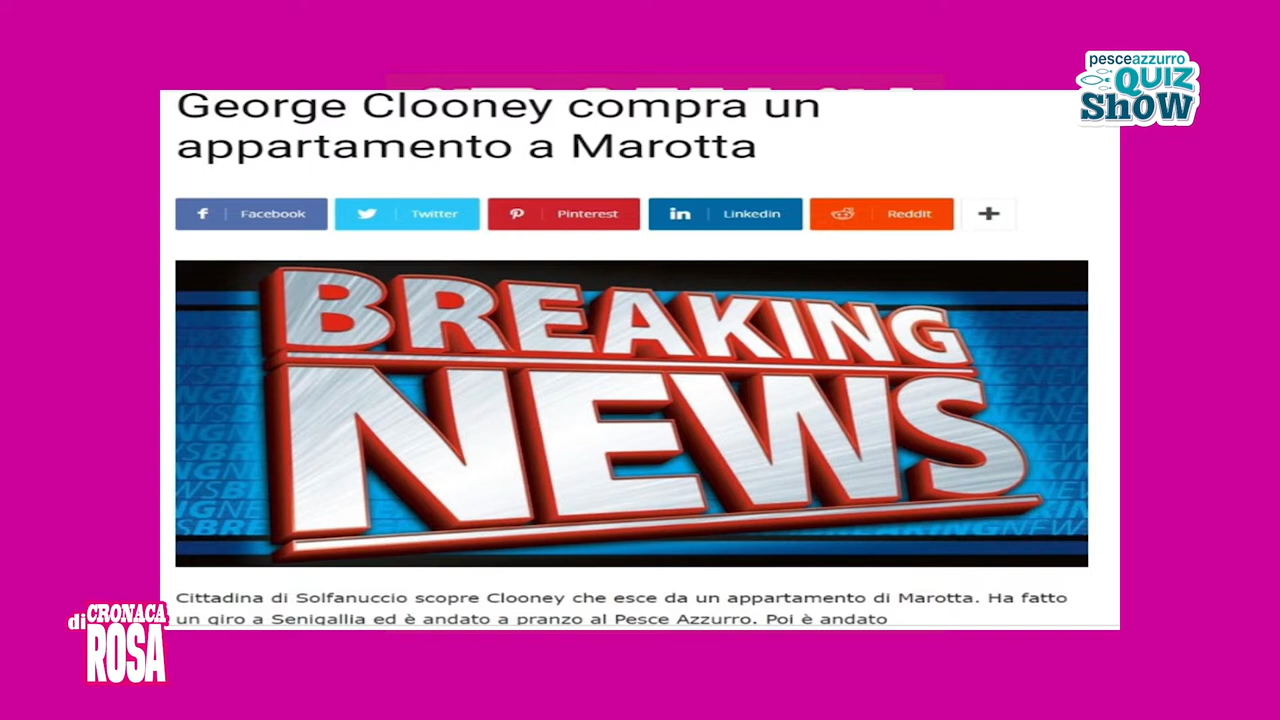 pesceazzurro
QUIZ
SHOW
George Clooney compra un
appartamento a Marotta
Facebook
Twitter
Pinterest
Linkedin
Reddit
BREAKING
NEWS
Cittadina di Solfanuccio scopre Clooney che esce da un appartamento di Marotta. Ha fatto
un giro a Senigallia ed è andato a pranzo al Pesce Azzurro. Poi è andato
di CRONACA
ROSA